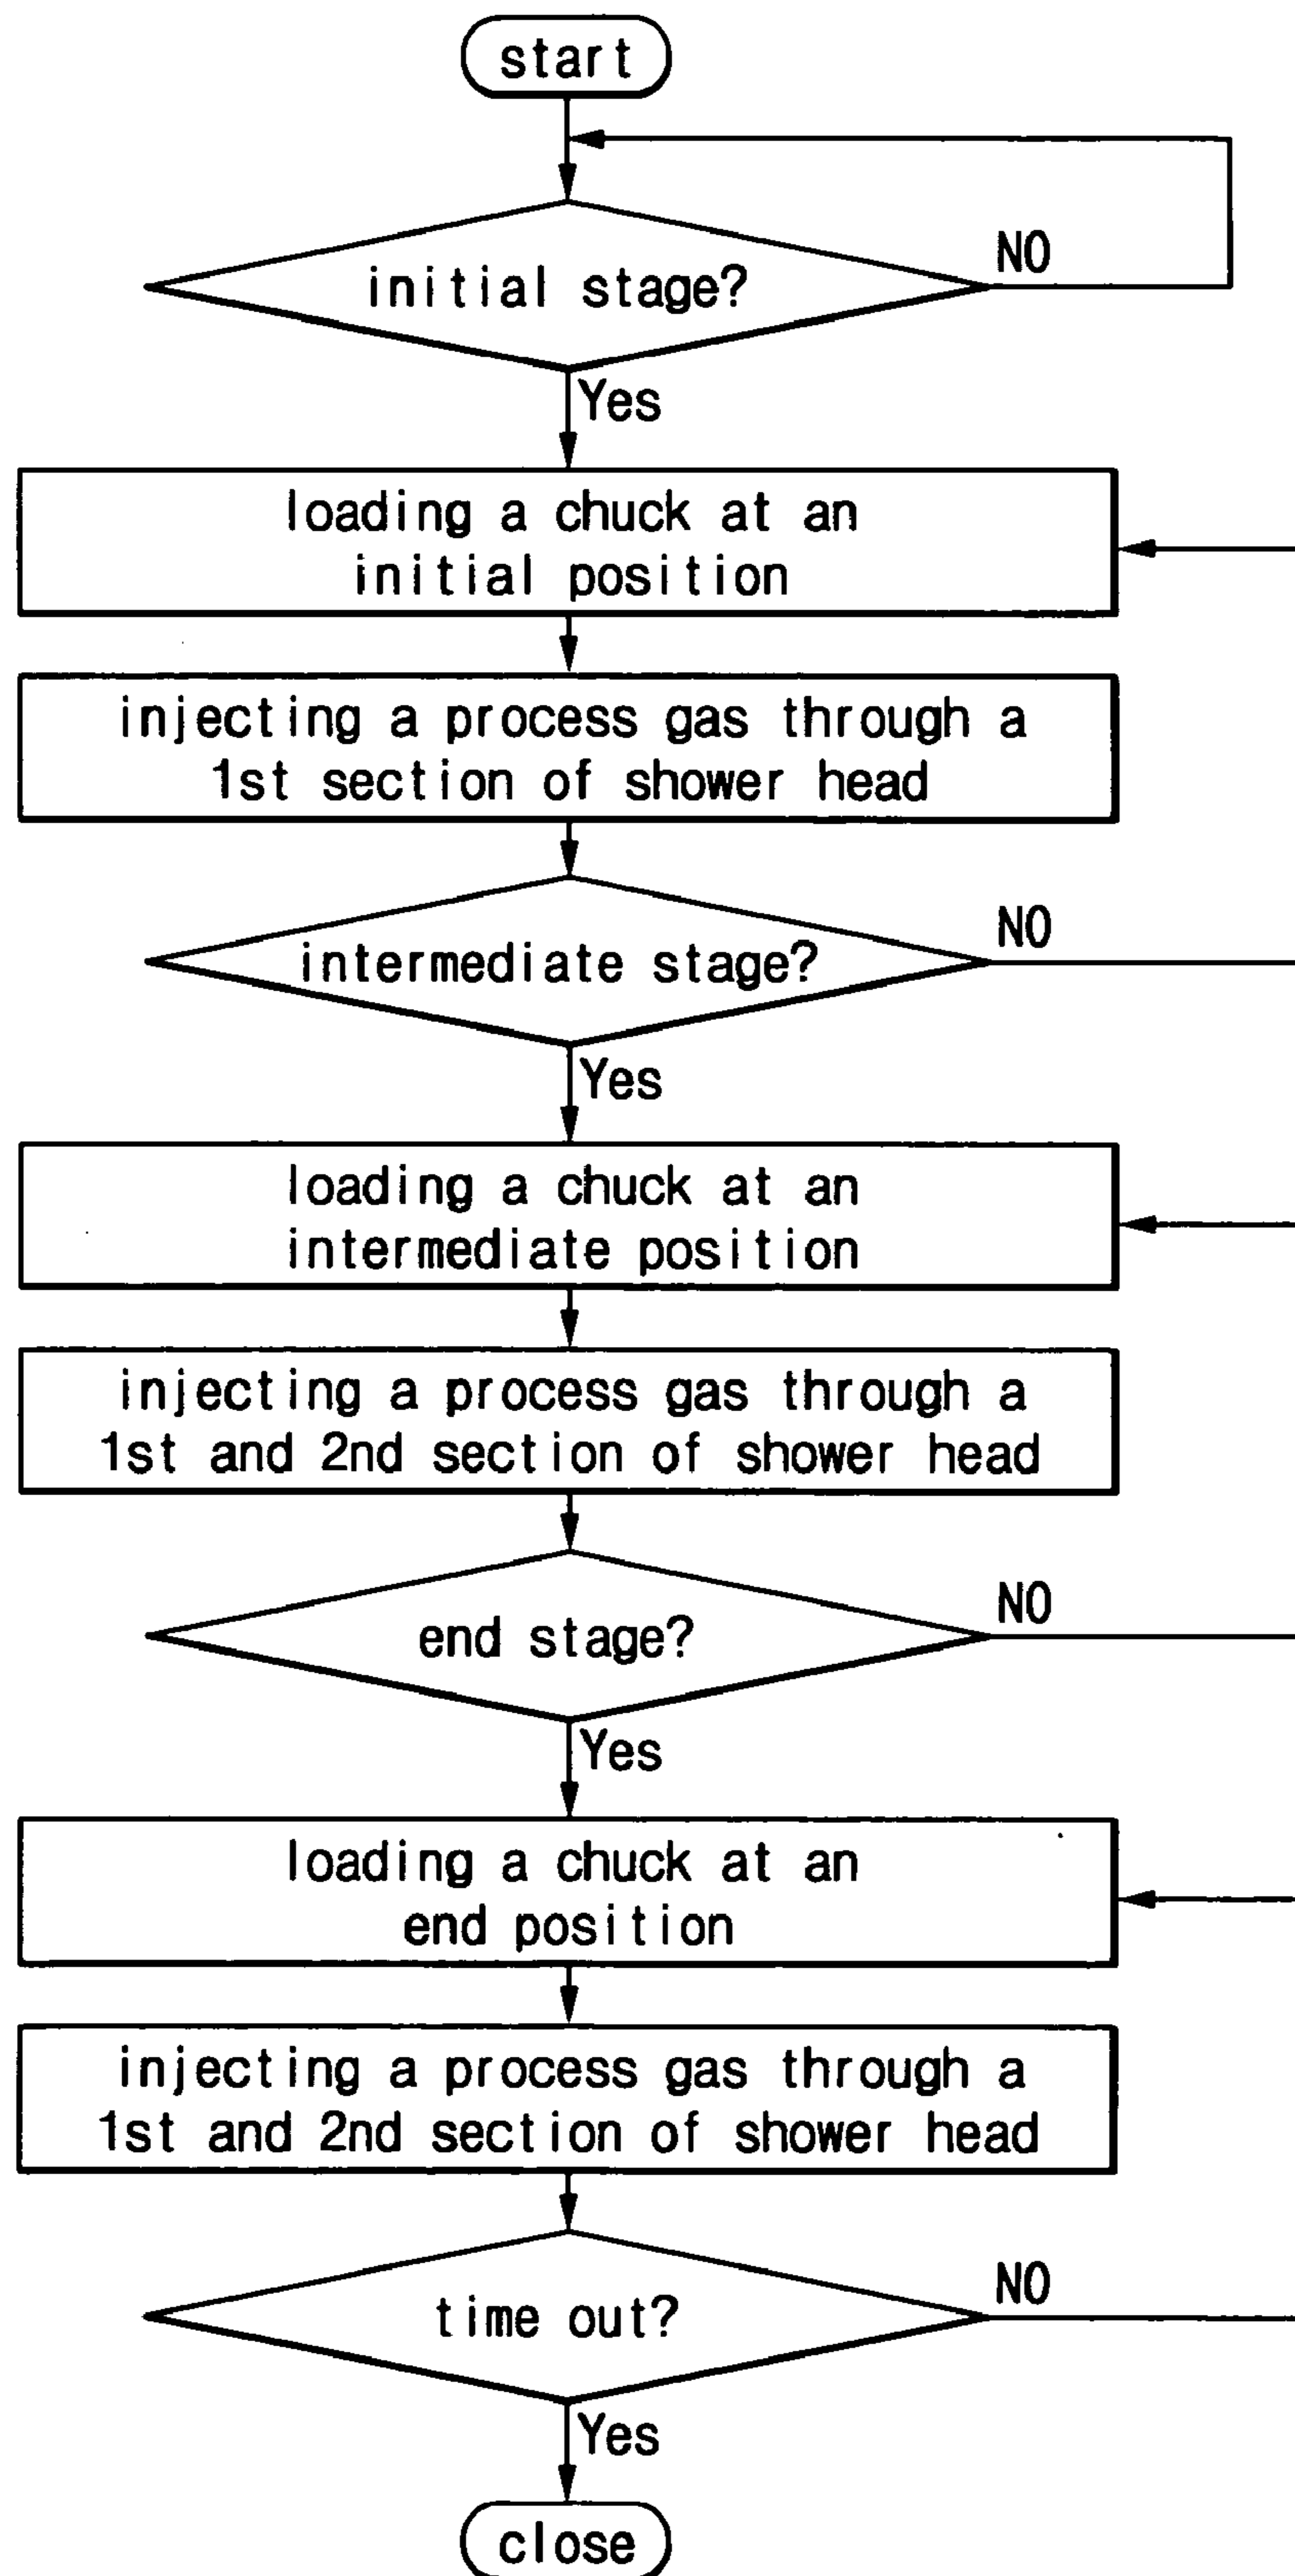 start
initial stage?
NO
Yes
loading a chuck at an
initial position
injecting a process gas through a
1st section of shower head
intermediate stage?
NO
Yes
loading a chuck at an
intermediate position
injecting a process gas through a
1st and 2nd section of shower head
end stage?
NO
Yes
loading a chuck at an
end position
injecting a process gas through a
1st and 2nd section of shower head
time out?
NO
Yes
close